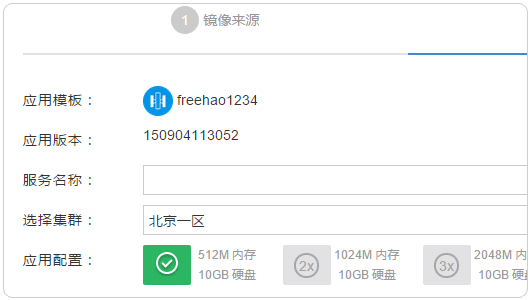 1 镜像来源
应用模板： freehao1234
应用版本： 150904113052
服务名称：
选择集群： 北京一区
应用配置： 512M 内存 2x 1024M 内存 3x 2048M 内存
10GB 硬盘 10GB 硬盘 10GB 硬盘